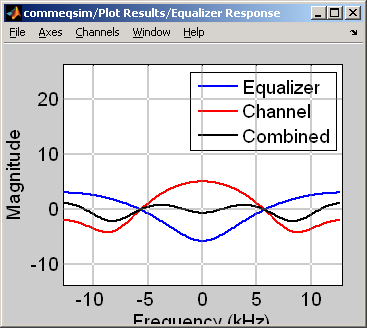 commeqsim/Plot Results/Equalizer Response
File Axes Channels Window Help
Equalizer
Channel
Combined
Magnitude
20
10
0
-10
-10 -5 0 5 10
Frequency (kHz)